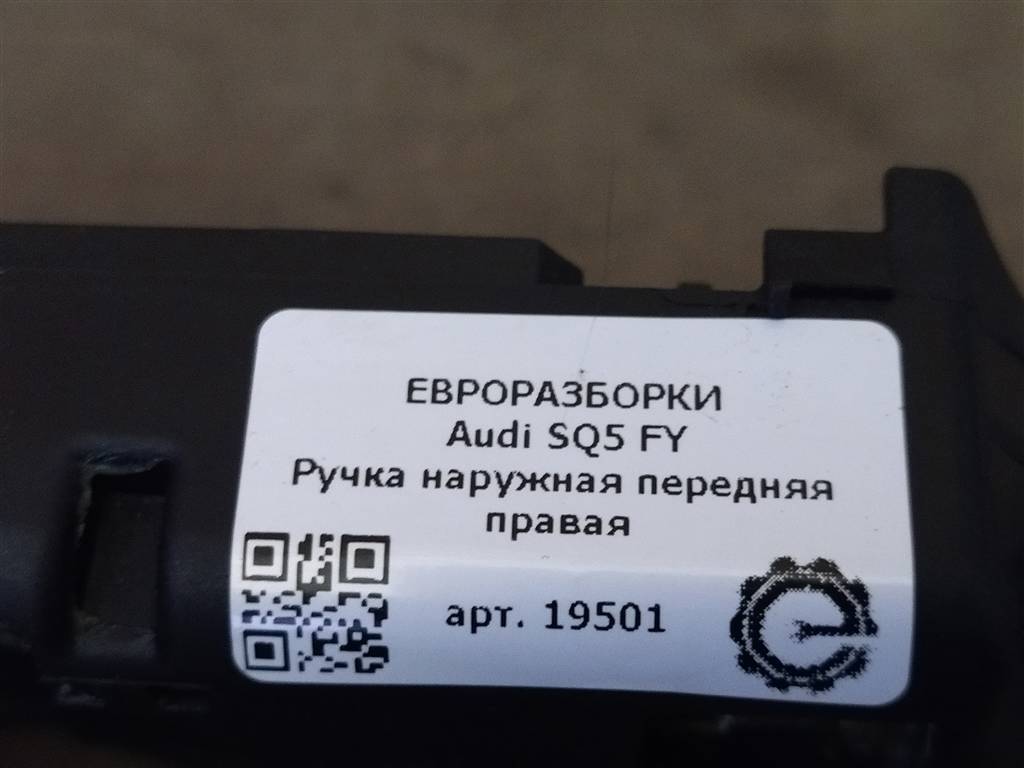 ЕВРОРАЗБОРКИ
Audi SQ5 FY
Ручка наружная передняя
правая
арт. 19501